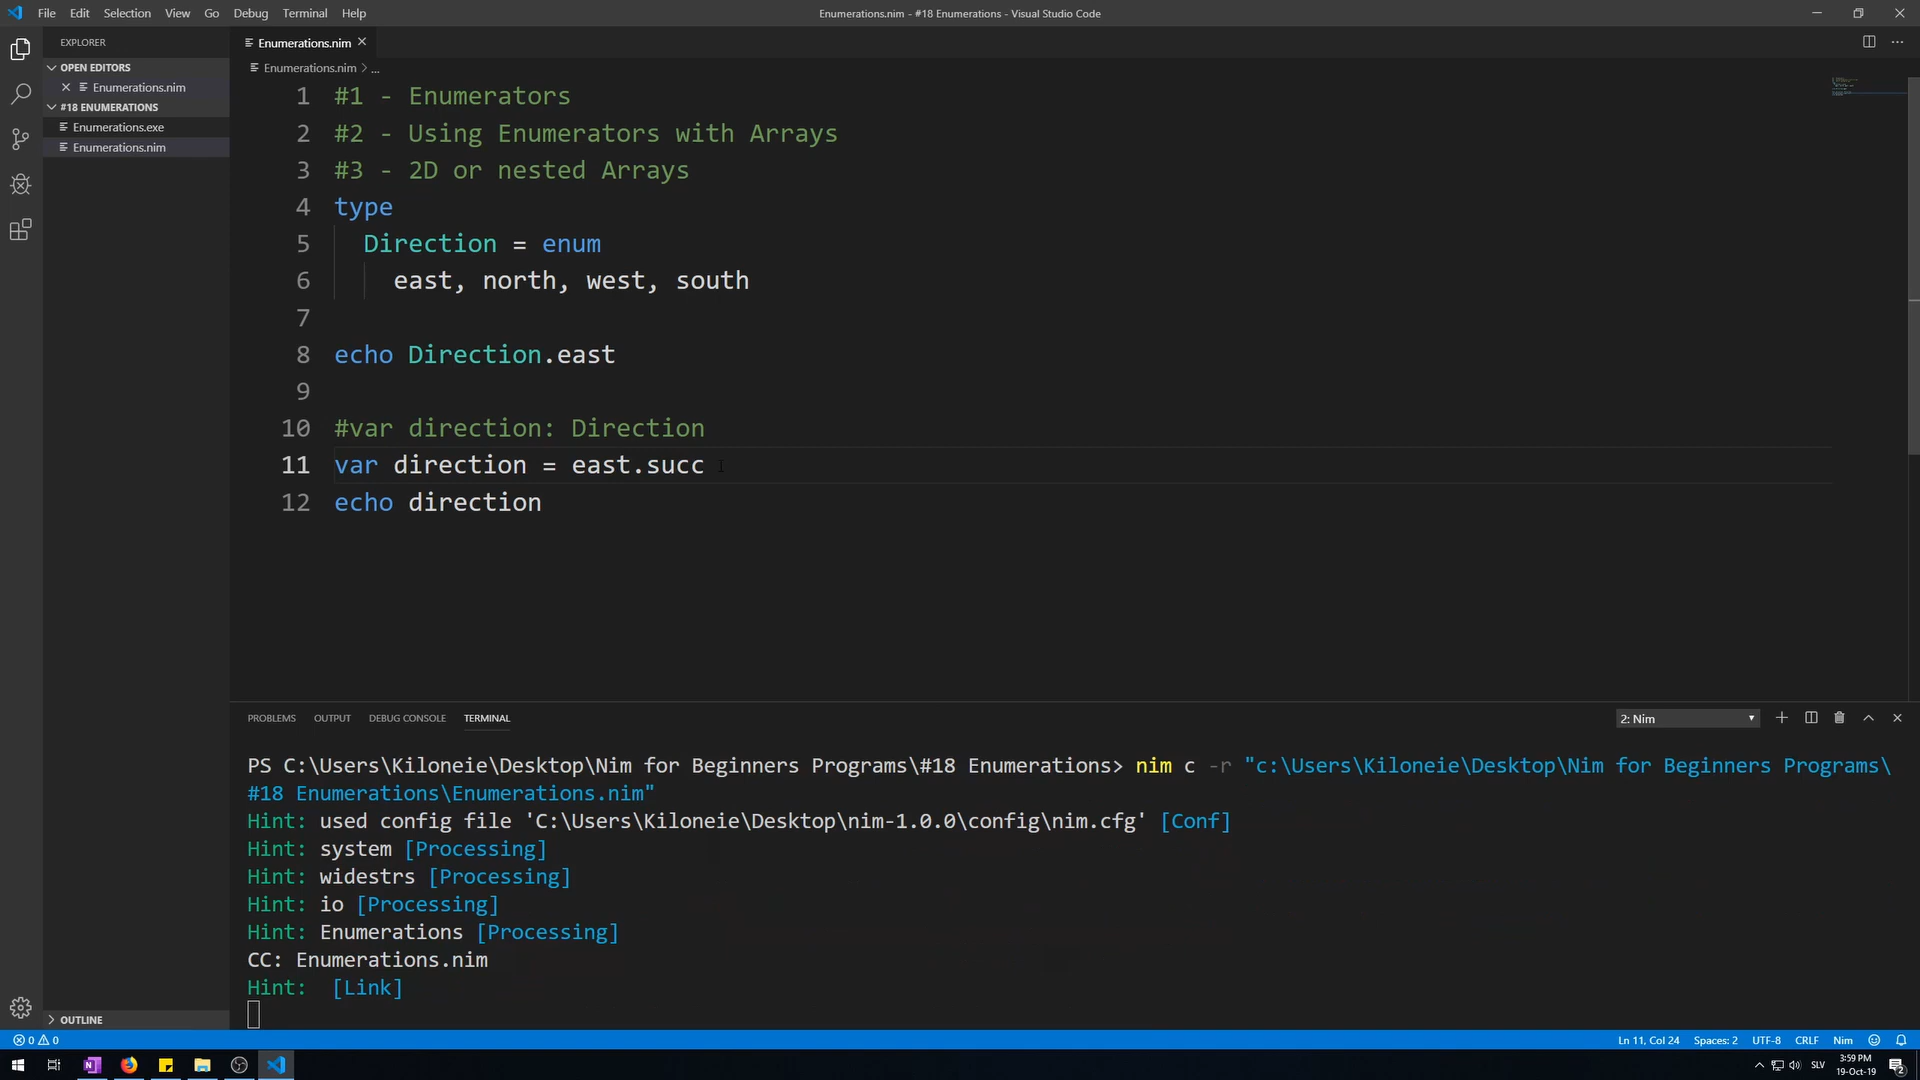 File Edit Selection View Go Debug Terminal Help
Enumerations.nim - #18 Enumerations - Visual Studio Code
EXPLORER
OPEN EDITORS
Enumerations.nim
#18 ENUMERATIONS
Enumerations.exe
Enumerations.nim
OUTLINE
Enumerations.nim
Enumerations.nim > ...
1 #1 - Enumerators
2 #2 - Using Enumerators with Arrays
3 #3 - 2D or nested Arrays
4 type
5 Direction = enum
6 east, north, west, south
7
8 echo Direction.east
9
10 #var direction: Direction
11 var direction = east.succ
12 echo direction
PROBLEMS OUTPUT DEBUG CONSOLE TERMINAL
2: Nim
PS C:\Users\Kiloneie\Desktop\Nim for Beginners Programs\#18 Enumerations> nim c -r "c:\Users\Kiloneie\Desktop\Nim for Beginners Programs\
#18 Enumerations\Enumerations.nim"
Hint: used config file 'C:\Users\Kiloneie\Desktop\nim-1.0.0\config\nim.cfg' [Conf]
Hint: system [Processing]
Hint: widestrs [Processing]
Hint: io [Processing]
Hint: Enumerations [Processing]
CC: Enumerations.nim
Hint: [Link]
0 0
Ln 11, Col 24 Spaces: 2 UTF-8 CRLF Nim
SLV
3:59 PM
19-Oct-19
2